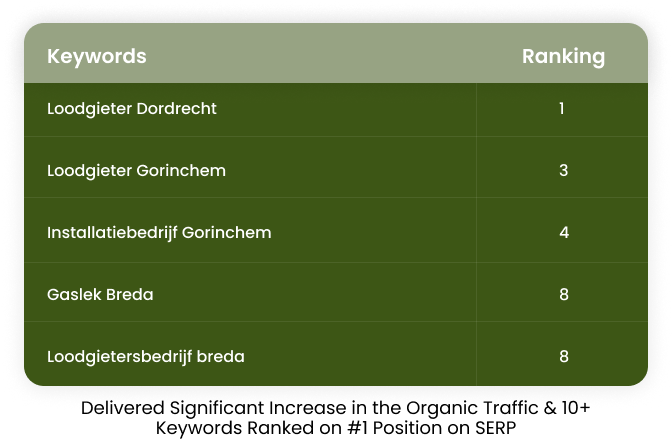 Keywords Ranking
Loodgieter Dordrecht 1
Loodgieter Gorinchem 3
Installatiebedrijf Gorinchem 4
Gaslek Breda 8
Loodgietersbedrijf breda 8
Delivered Significant Increase in the Organic Traffic & 10+
Keywords Ranked on #1 Position on SERP